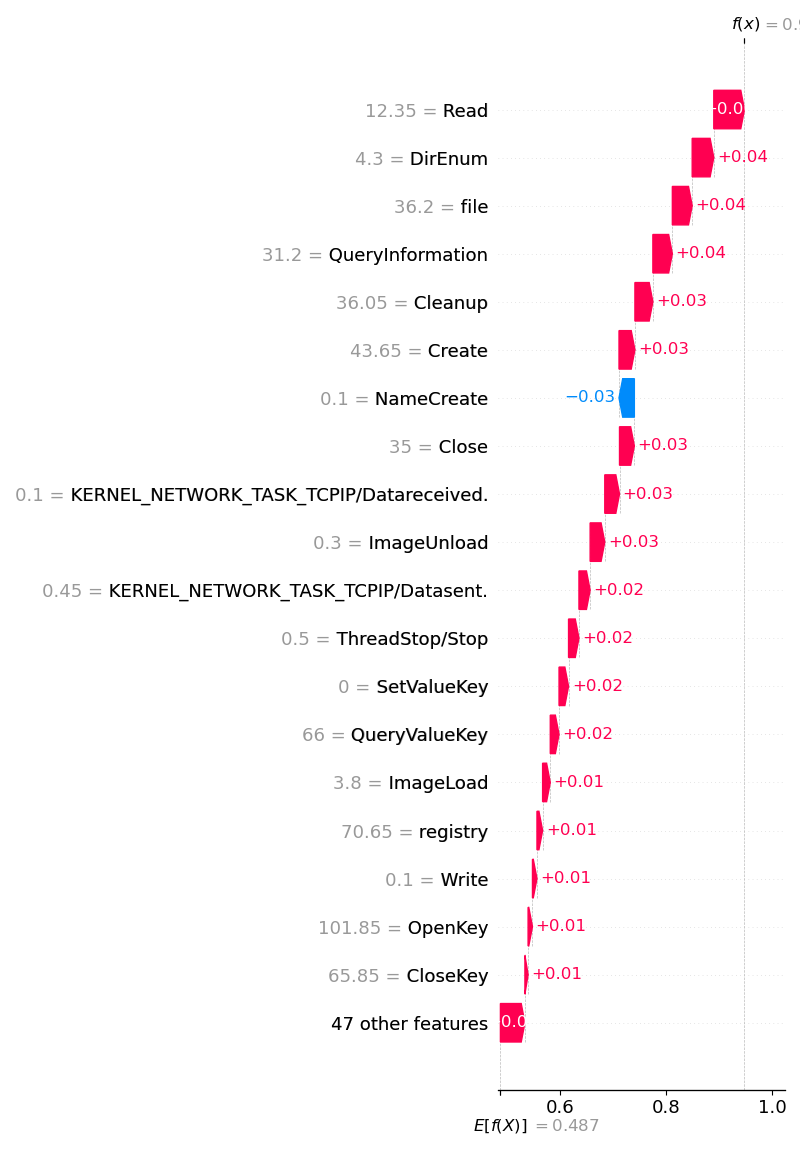 f(x) = 0.9
12.35 = Read
+0.0
4.3 = DirEnum
+0.04
36.2 = file
+0.04
31.2 = QueryInformation
+0.04
36.05 = Cleanup
+0.03
43.65 = Create
+0.03
0.1 = NameCreate
−0.03
35 = Close
+0.03
0.1 = KERNEL_NETWORK_TASK_TCPIP/Datareceived.
+0.03
0.3 = ImageUnload
+0.03
0.45 = KERNEL_NETWORK_TASK_TCPIP/Datasent.
+0.02
0.5 = ThreadStop/Stop
+0.02
0 = SetValueKey
+0.02
66 = QueryValueKey
+0.02
3.8 = ImageLoad
+0.01
70.65 = registry
+0.01
0.1 = Write
+0.01
101.85 = OpenKey
+0.01
65.85 = CloseKey
+0.01
47 other features
0.0
0.6 0.8 1.0
E[f(X)] = 0.487